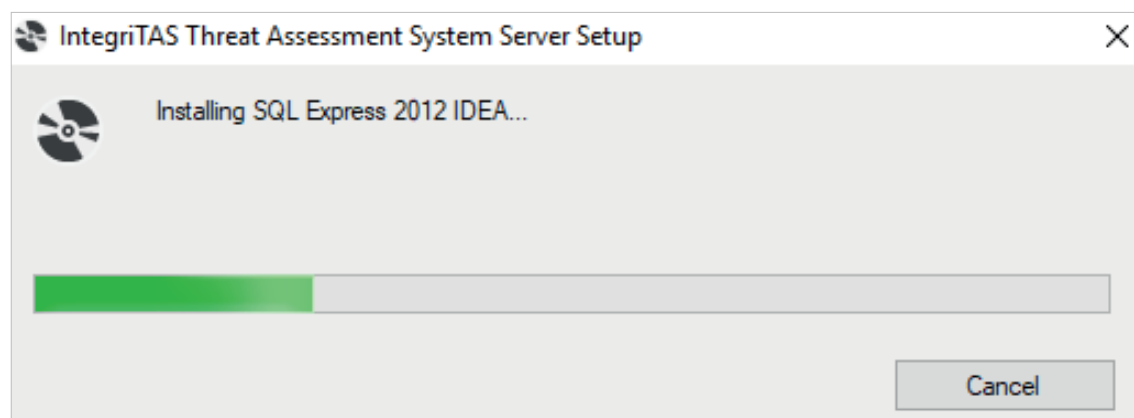 IntegriTAS Threat Assessment System Server Setup
Installing SQL Express 2012 IDEA...
Cancel